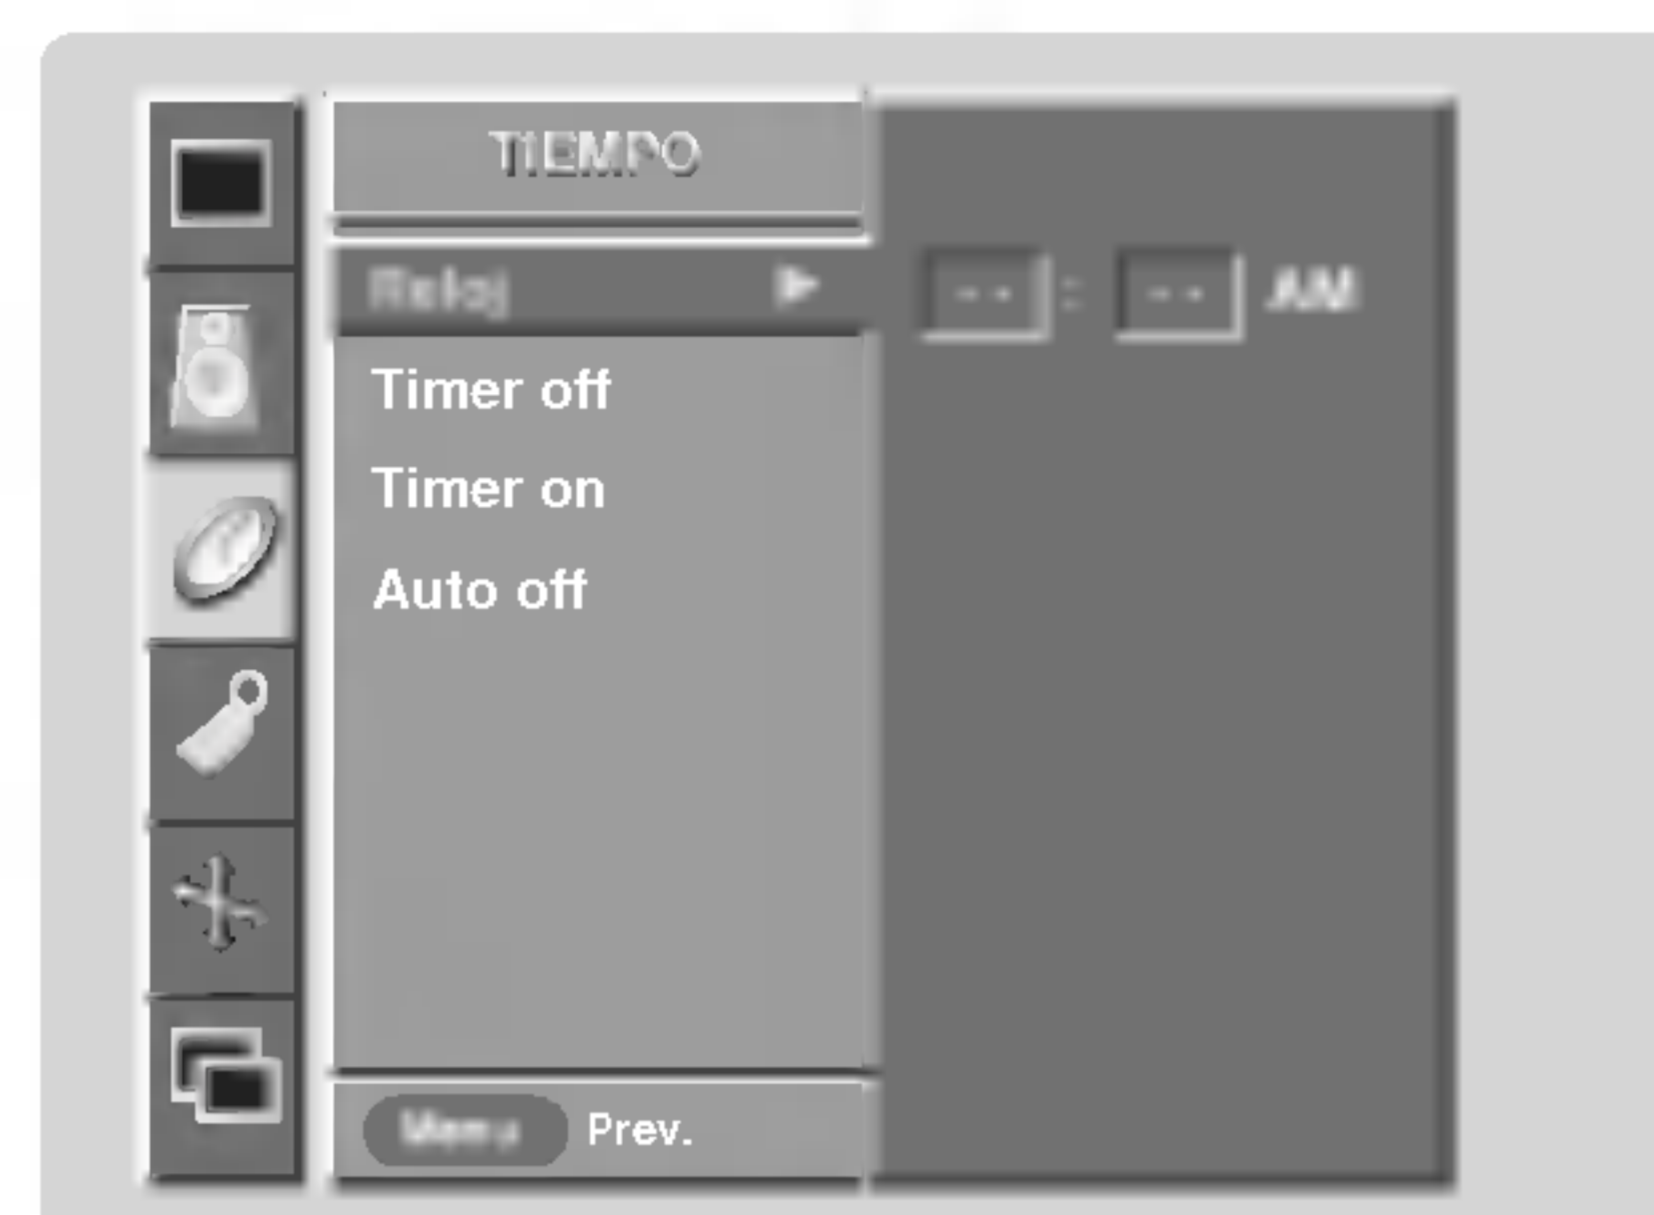 TIEMPO
Reloj -- : -- AM
Timer off
Timer on
Auto off
Menu Prev.